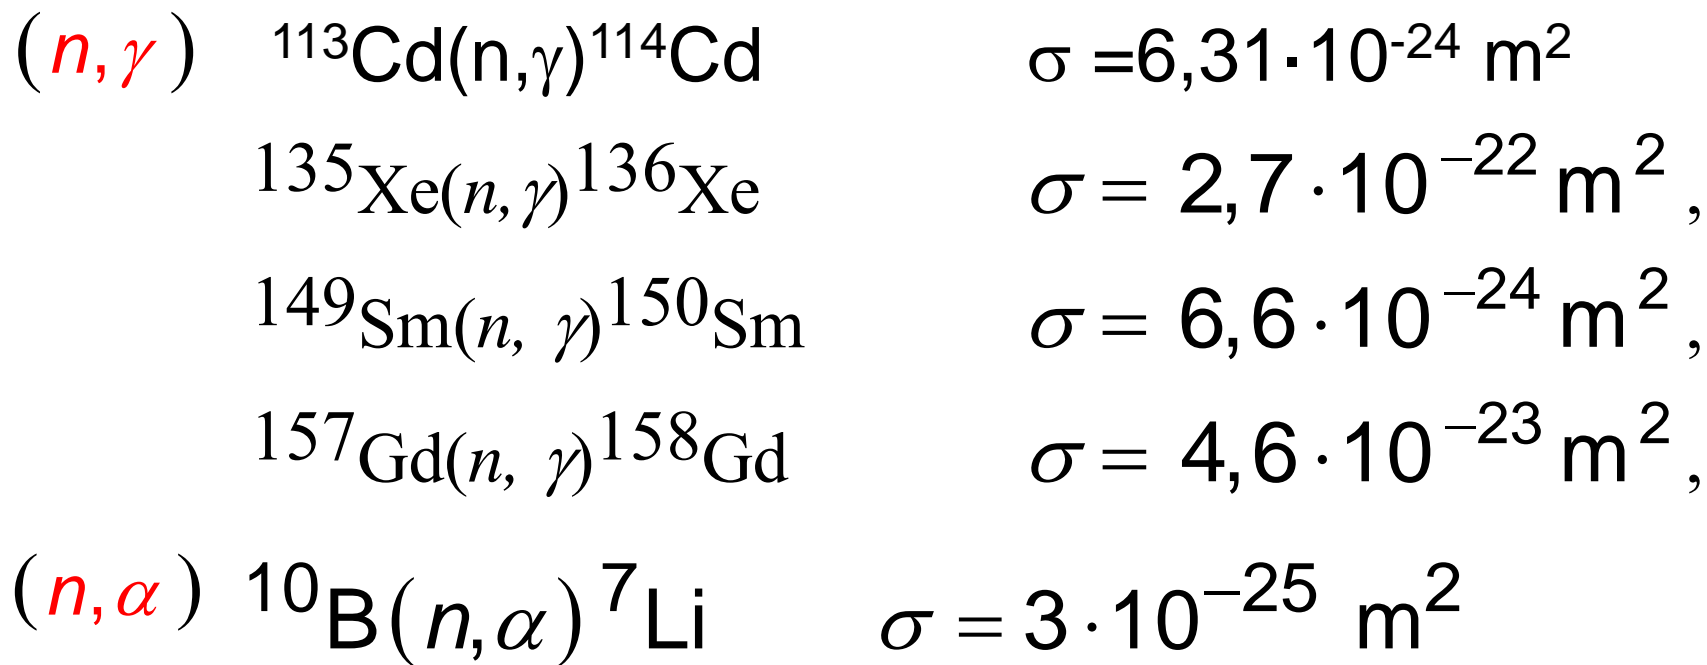 (n,γ) ¹¹³Cd(n,γ)¹¹⁴Cd σ =6,31·10⁻²⁴ m²
¹³⁵Xe(n,γ)¹³⁶Xe σ = 2,7·10⁻²² m²,
¹⁴⁹Sm(n, γ)¹⁵⁰Sm σ = 6,6·10⁻²⁴ m²,
¹⁵⁷Gd(n, γ)¹⁵⁸Gd σ = 4,6·10⁻²³ m²,
(n,α) ¹⁰B(n,α)⁷Li σ = 3·10⁻²⁵ m²